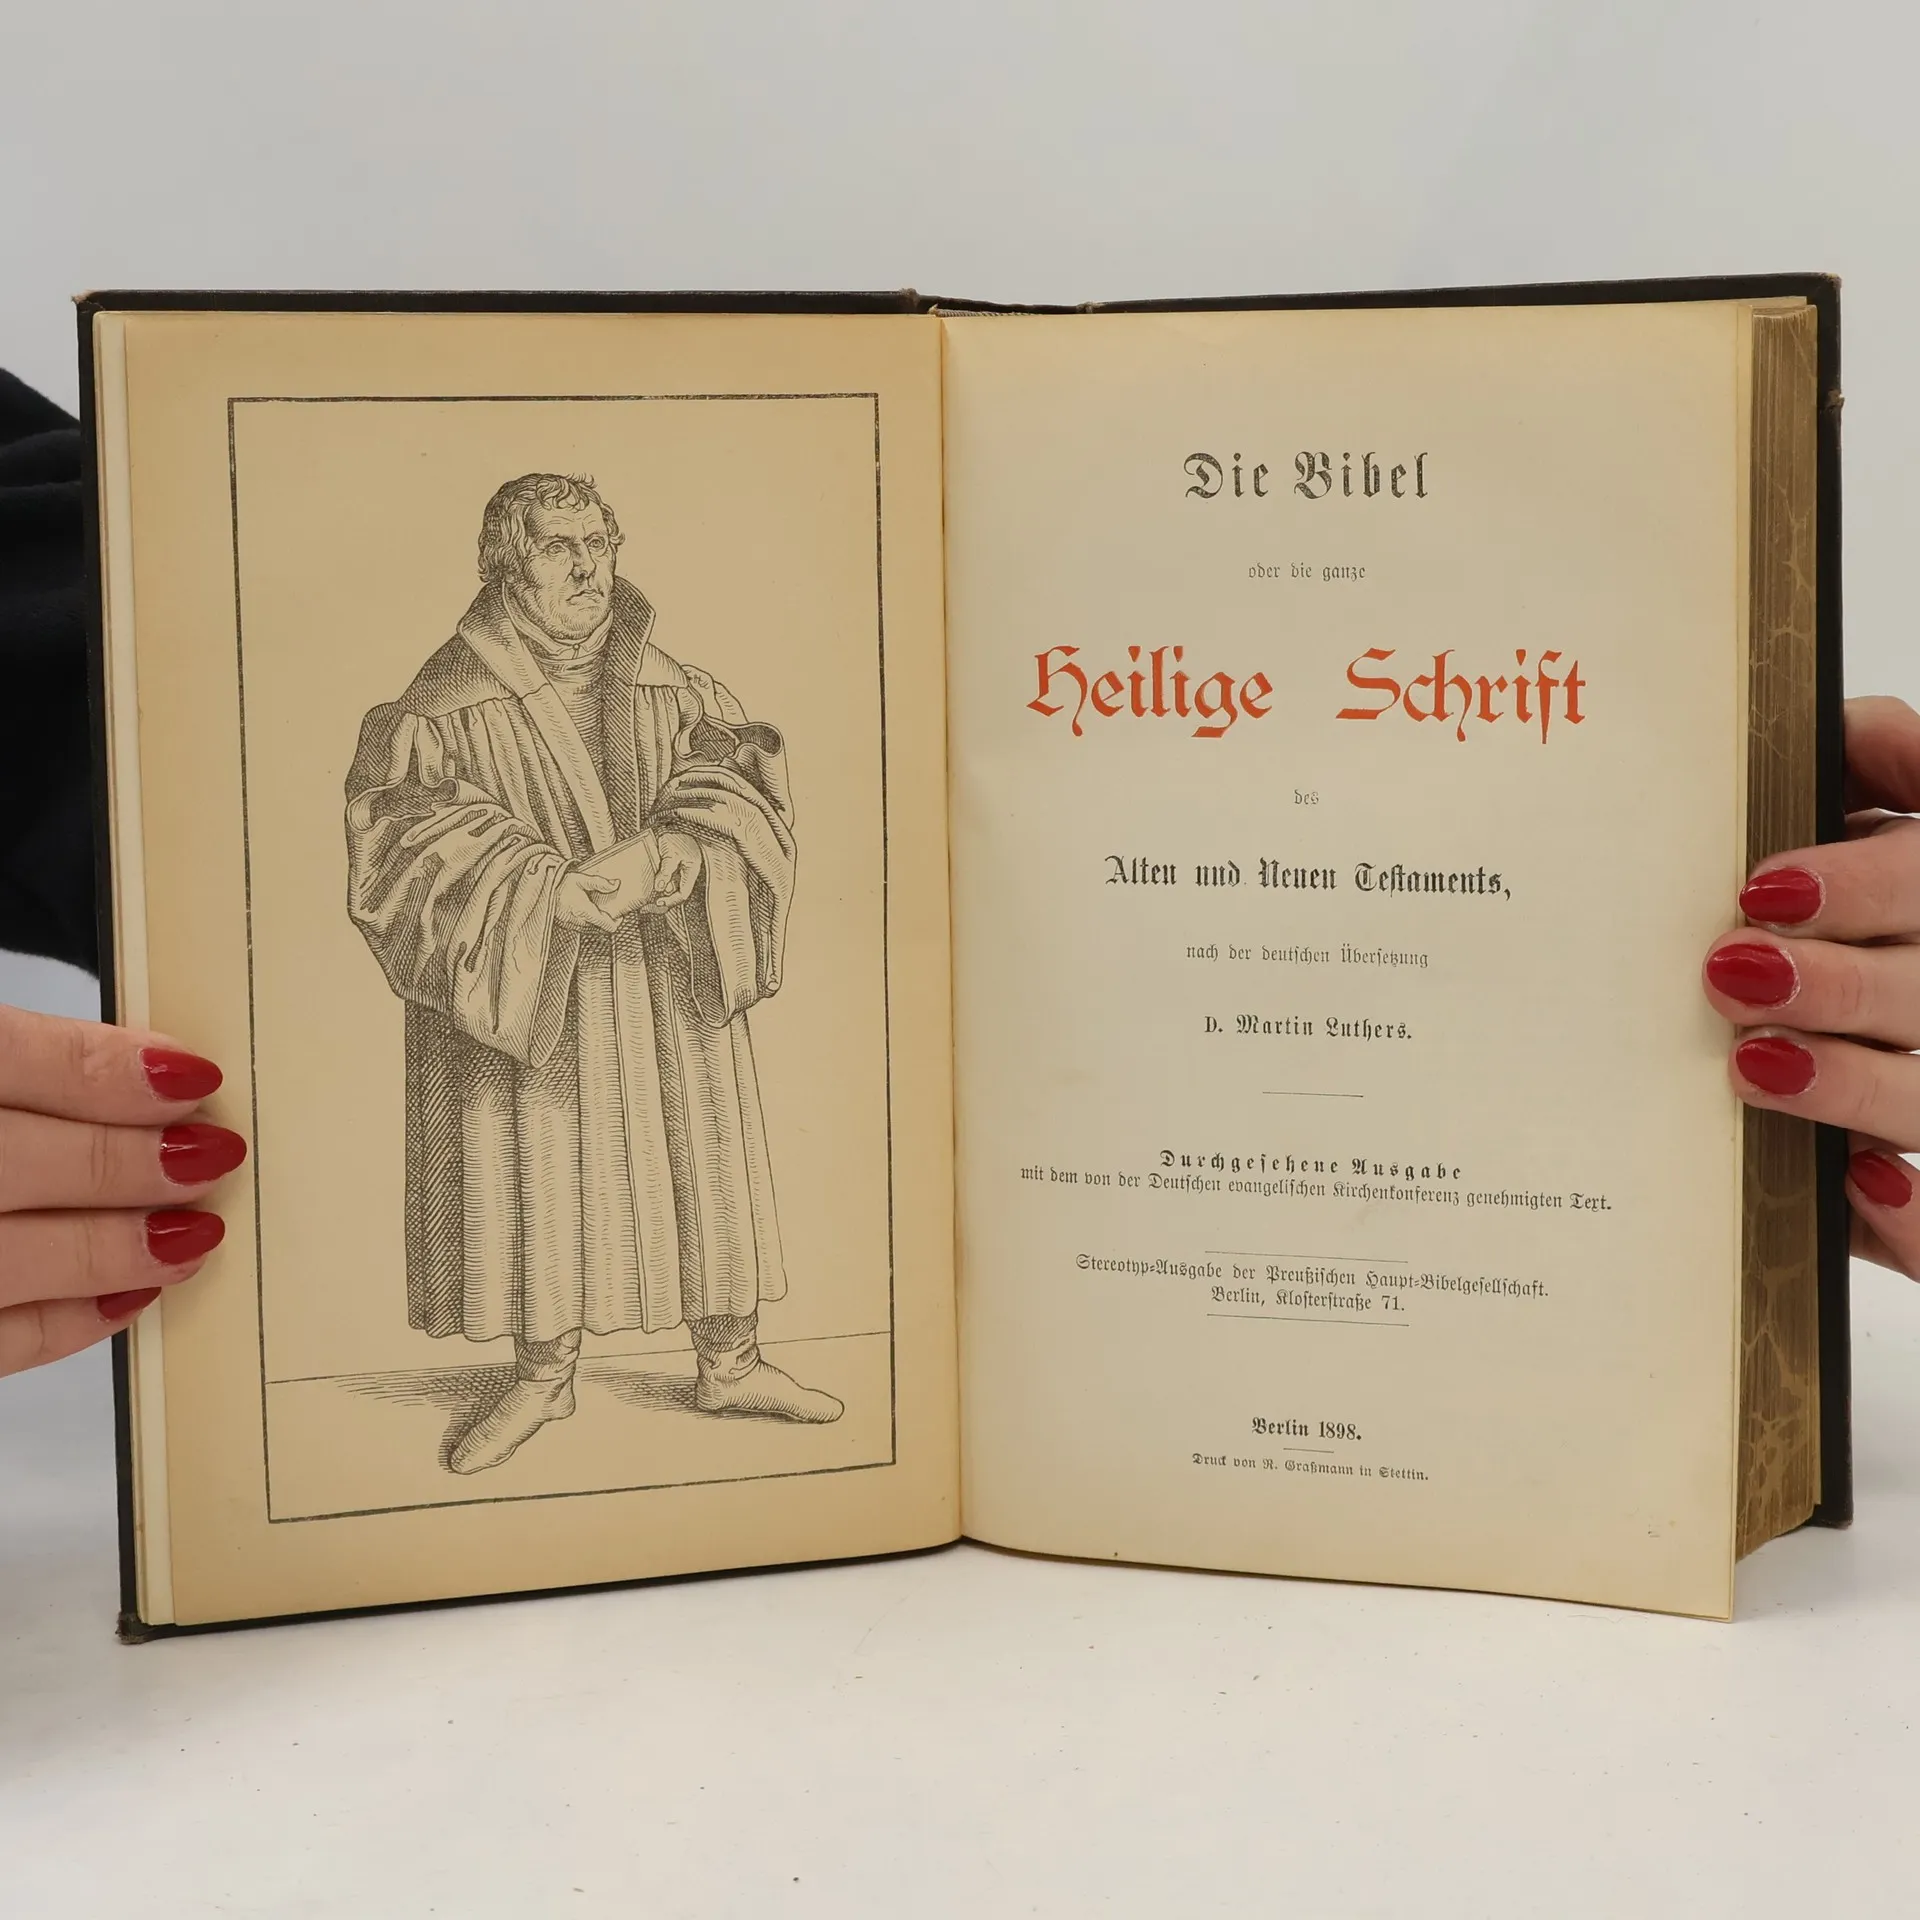 Die Bibel
oder die ganze
Heilige Schrift
des
Alten und Neuen Testaments,
nach der deutschen Übersetzung
D. Martin Luthers.
Durchgesehene Ausgabe
mit dem von der Deutschen evangelischen Kirchenkonferenz genehmigten Text.
Stereotyp-Ausgabe der Preußischen Haupt-Bibelgesellschaft.
Berlin, Klosterstraße 71.
Berlin 1898.
Druck von R. Graßmann in Stettin.